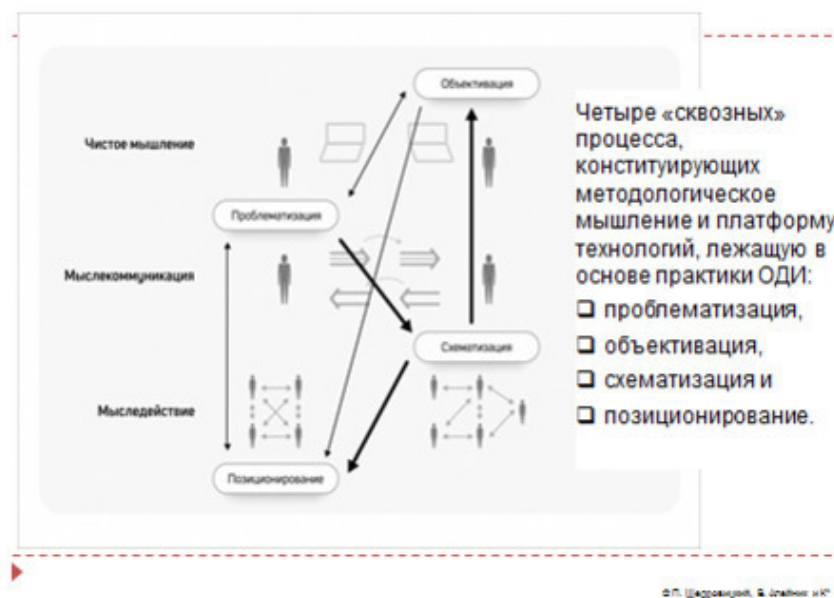 Объективация
Чистое мышление
Проблематизация
Мыслекоммуникация
Схематизация
Мыследействие
Позиционирование
Четыре «сквозных»
процесса,
конституирующих
методологическое
мышление и платформу
технологий, лежащую в
основе практики ОДИ:
проблематизация,
объективация,
схематизация и
позиционирование.
П. Щедровицкий, В.